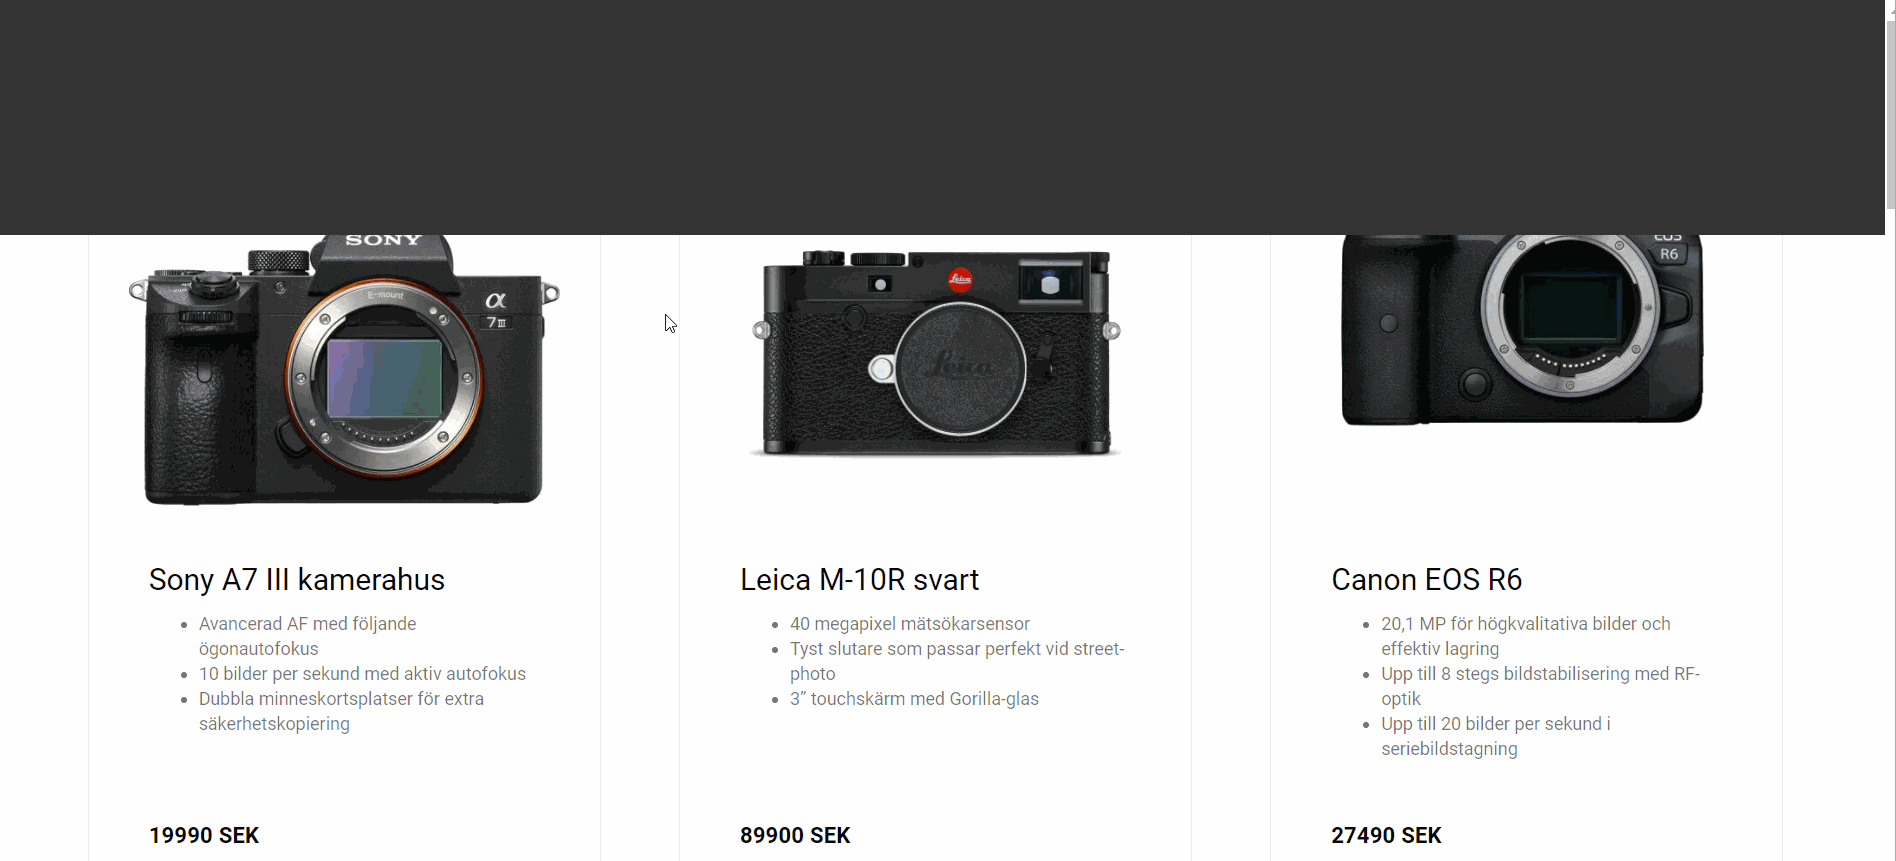 SONY
E-mount
α
7III
Leica
Leica
EOS
R6
Sony A7 III kamerahus
Avancerad AF med följande
ögonautofokus
10 bilder per sekund med aktiv autofokus
Dubbla minneskortsplatser för extra
säkerhetskopiering
19990 SEK
Leica M-10R svart
40 megapixel mätsökarsensor
Tyst slutare som passar perfekt vid street-
photo
3” touchskärm med Gorilla-glas
89900 SEK
Canon EOS R6
20,1 MP för högkvalitativa bilder och
effektiv lagring
Upp till 8 stegs bildstabilisering med RF-
optik
Upp till 20 bilder per sekund i
seriebildstagning
27490 SEK